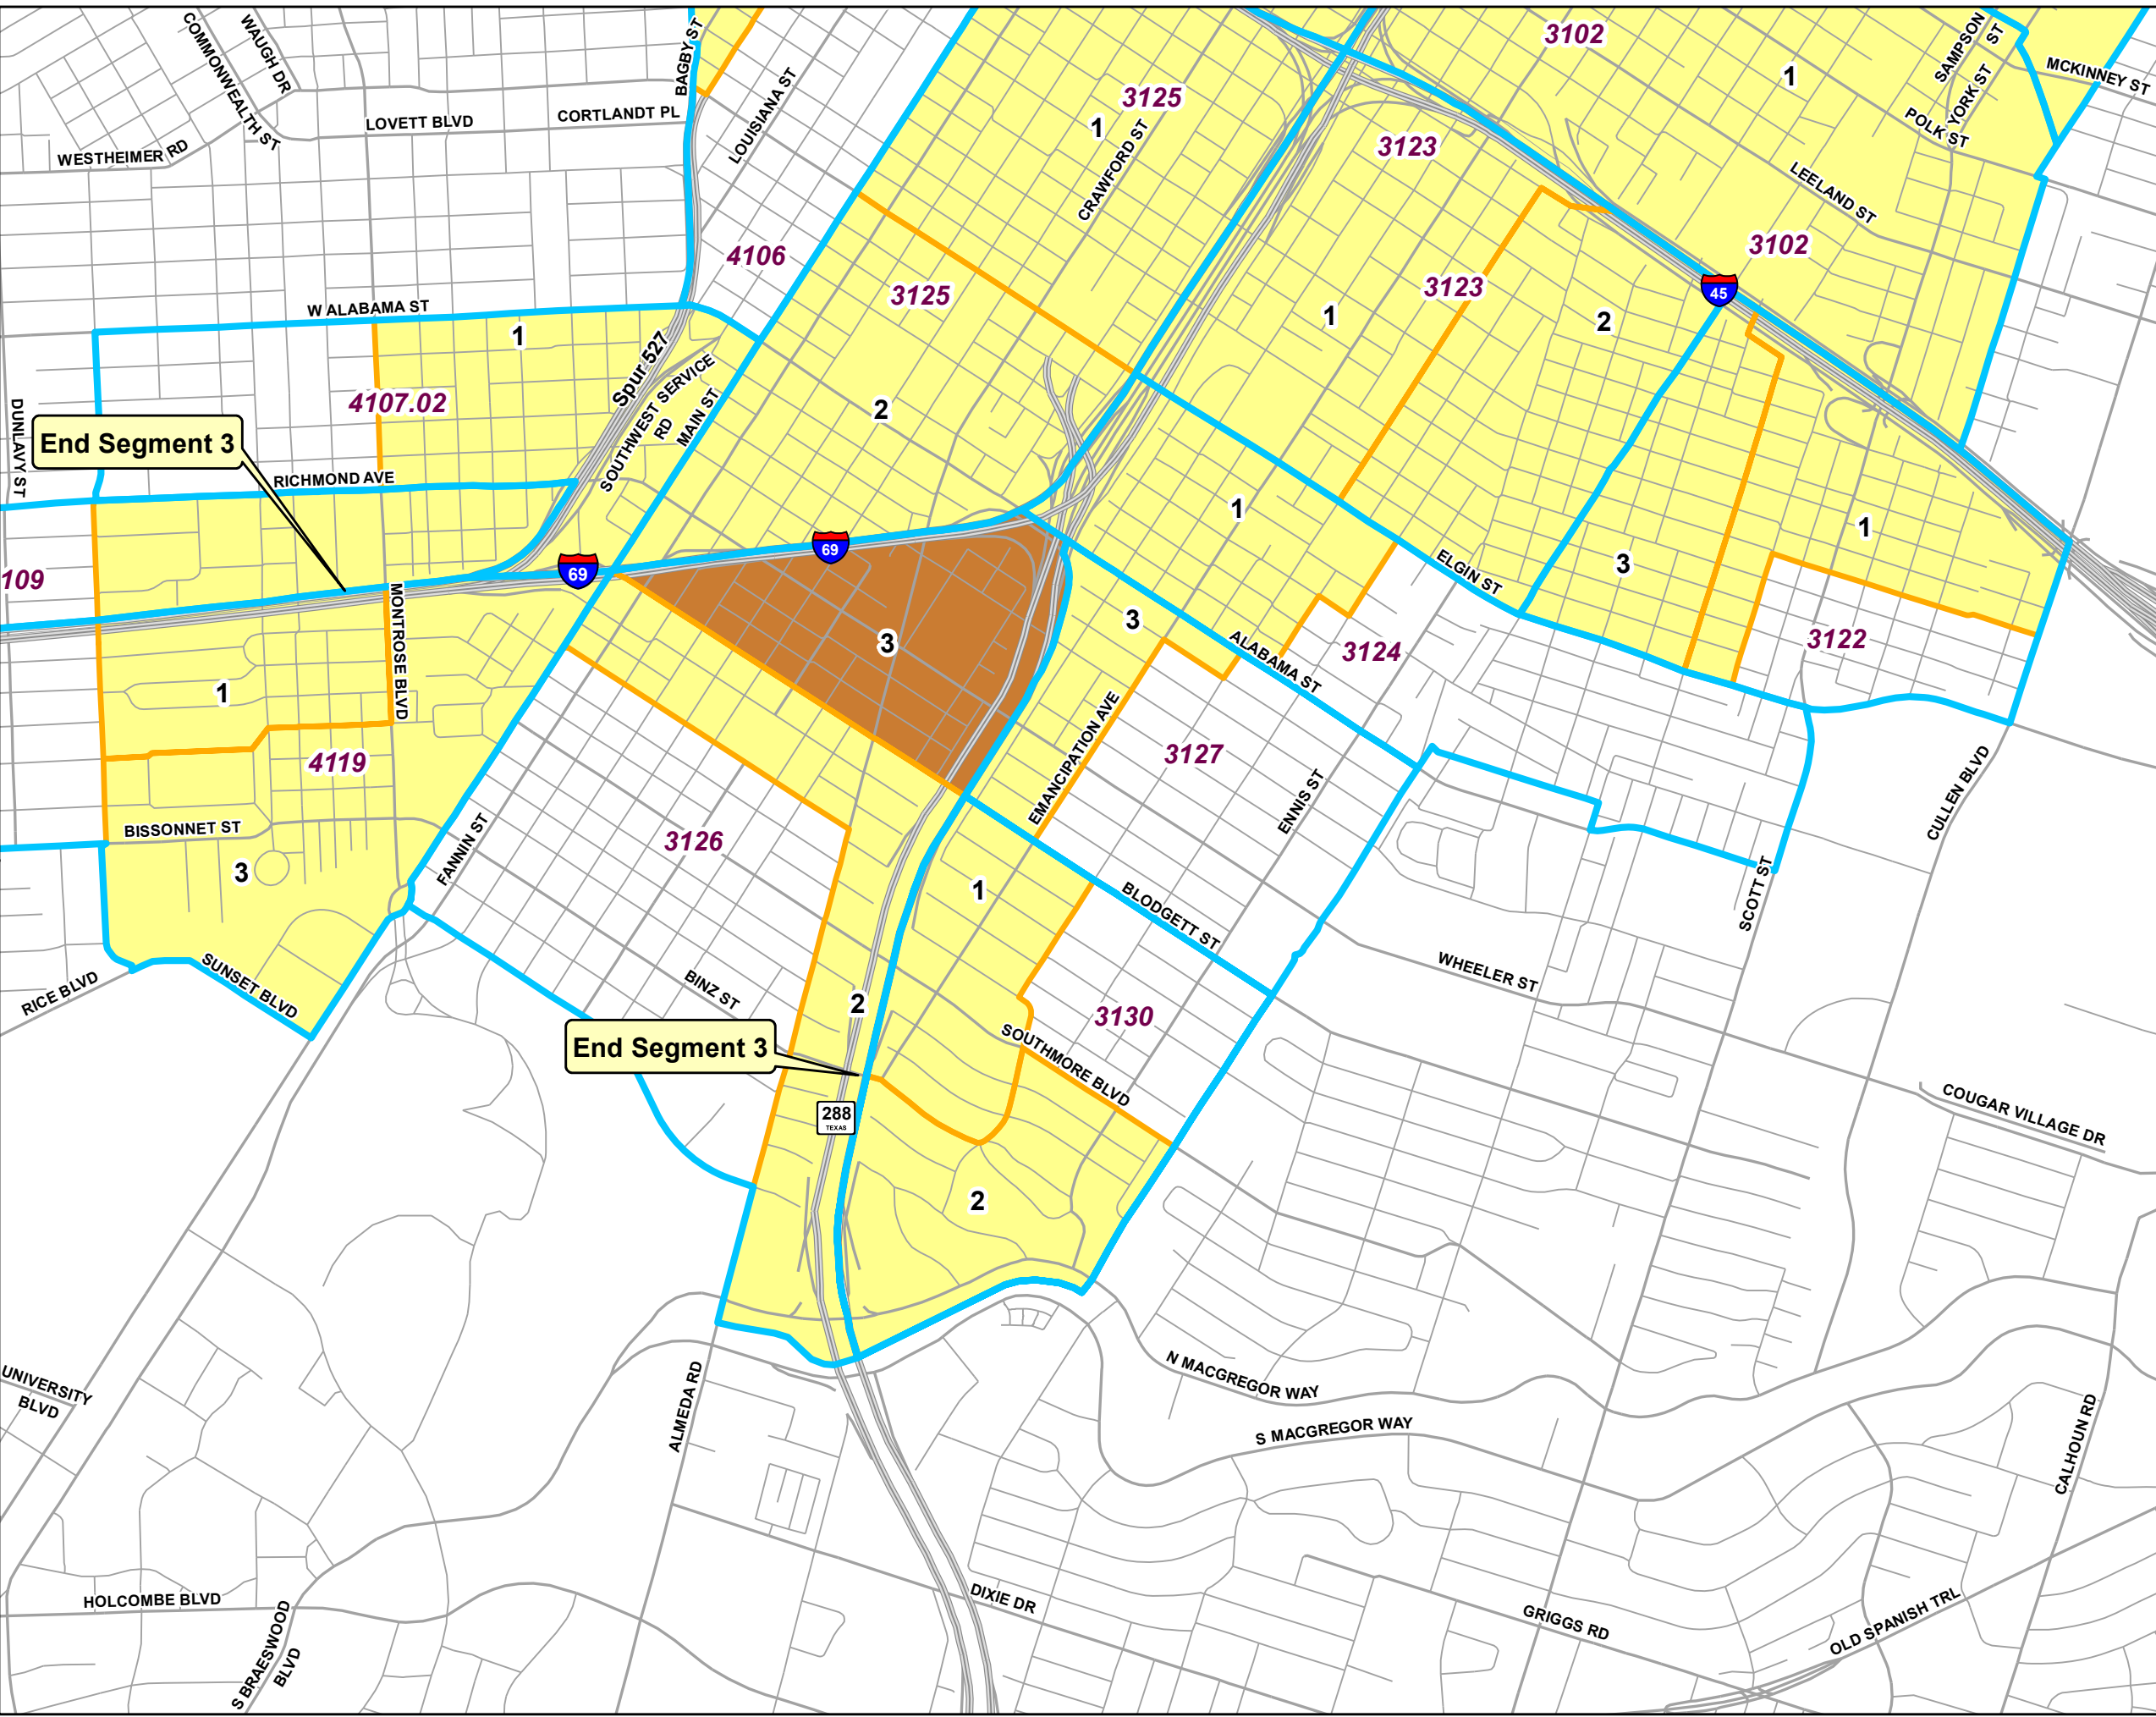 COMMONWEALTH ST
WAUGH DR
BAGBY ST
LOUISIANA ST
LOVETT BLVD
CORTLANDT PL
WESTHEIMER RD
3102
1
SAMPSON
ST
YORK ST
MCKINNEY ST
POLK ST
3125
1
CRAWFORD ST
3123
LEELAND ST
3102
45
4106
3125
3123
1
2
W ALABAMA ST
1
Spur 527
SOUTHWEST SERVICE
RD
MAIN ST
4107.02
2
DUNLAVY ST
End Segment 3
RICHMOND AVE
1
1
69
69
109
3
ELGIN ST
MONTROSE BLVD
3
3
ALABAMA ST
3124
3122
1
4119
EMANCIPATION AVE
3127
ENNIS ST
CULLEN BLVD
BISSONNET ST
3
FANNIN ST
3126
1
BLODGETT ST
SCOTT ST
WHEELER ST
RICE BLVD
SUNSET BLVD
BINZ ST
2
End Segment 3
3130
SOUTHMORE BLVD
288
TEXAS
COUGAR VILLAGE DR
2
UNIVERSITY
BLVD
ALMEDA RD
N MACGREGOR WAY
S MACGREGOR WAY
CALHOUN RD
HOLCOMBE BLVD
S BRAESWOOD
BLVD
DIXIE DR
GRIGGS RD
OLD SPANISH TRL